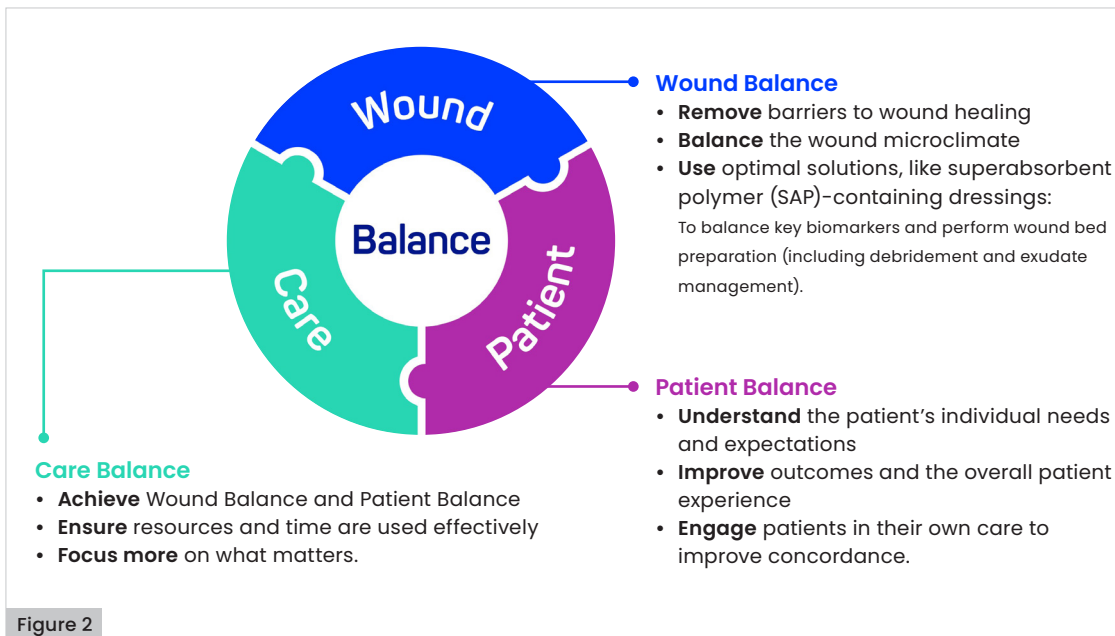 Wound
Balance
Care
Patient
Wound Balance
• Remove barriers to wound healing
• Balance the wound microclimate
• Use optimal solutions, like superabsorbent
polymer (SAP)-containing dressings:
To balance key biomarkers and perform wound bed
preparation (including debridement and exudate
management).
Patient Balance
• Understand the patient’s individual needs
and expectations
• Improve outcomes and the overall patient
experience
• Engage patients in their own care to
improve concordance.
Care Balance
• Achieve Wound Balance and Patient Balance
• Ensure resources and time are used effectively
• Focus more on what matters.
Figure 2